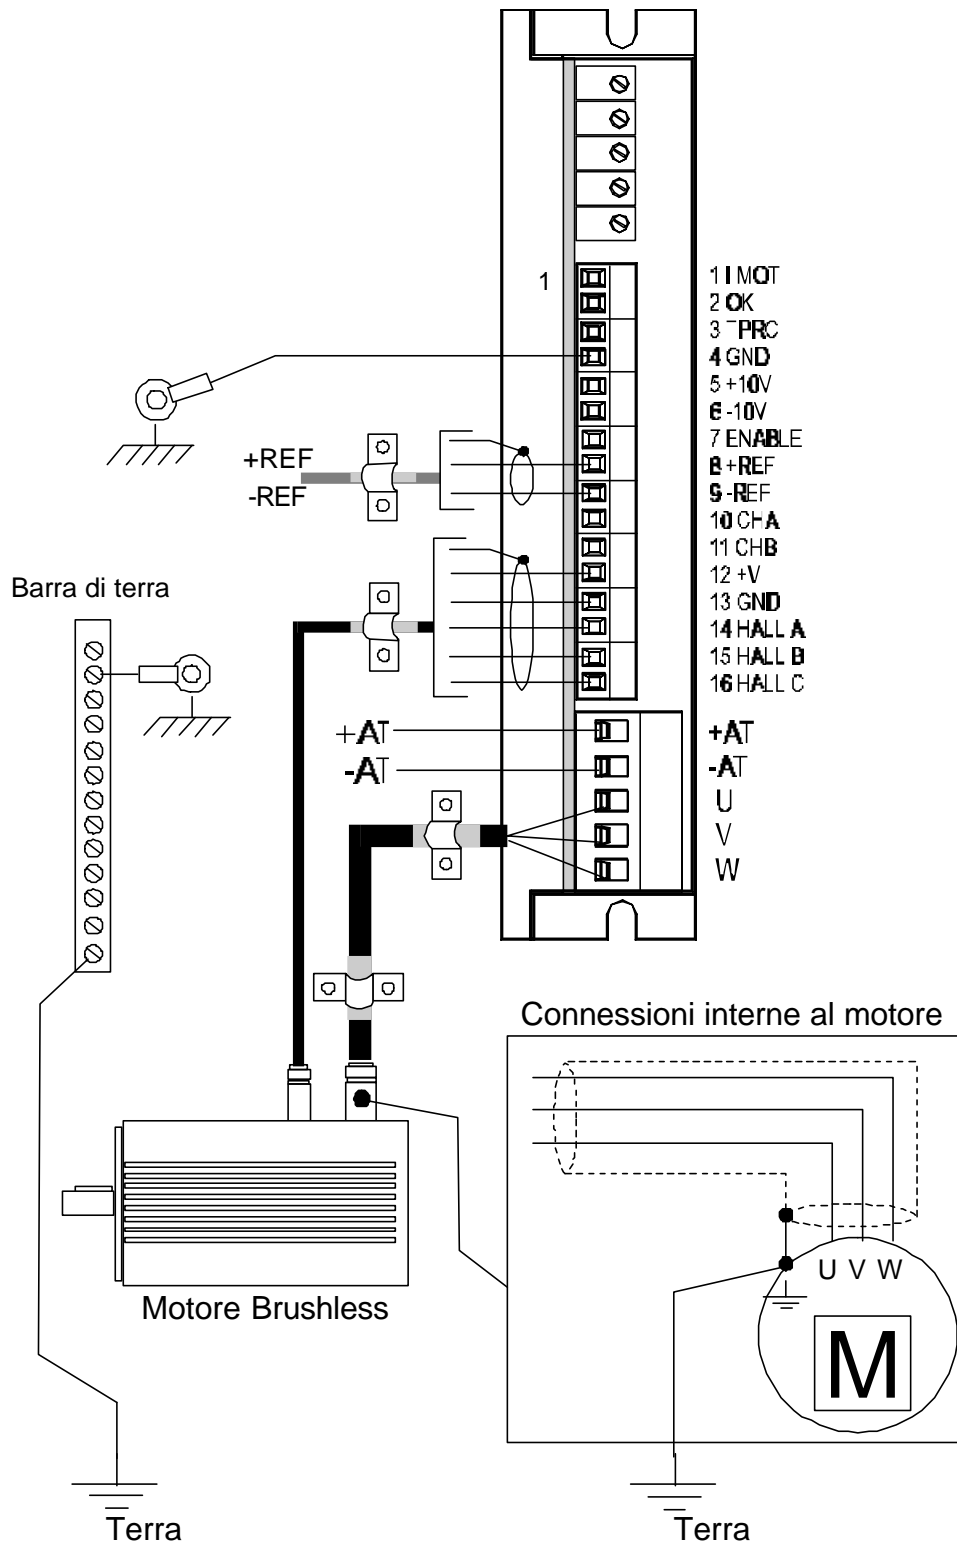 1
1 I MOT
2 OK
3 TPRC
4 GND
5 +10V
6 -10V
7 ENABLE
8 +REF
9 -REF
10 CHA
11 CHB
12 +V
13 GND
14 HALL A
15 HALL B
16 HALL C
+REF
-REF
Barra di terra
+AT
-AT
+AT
-AT
U
V
W
Connessioni interne al motore
U V W
M
Motore Brushless
Terra
Terra